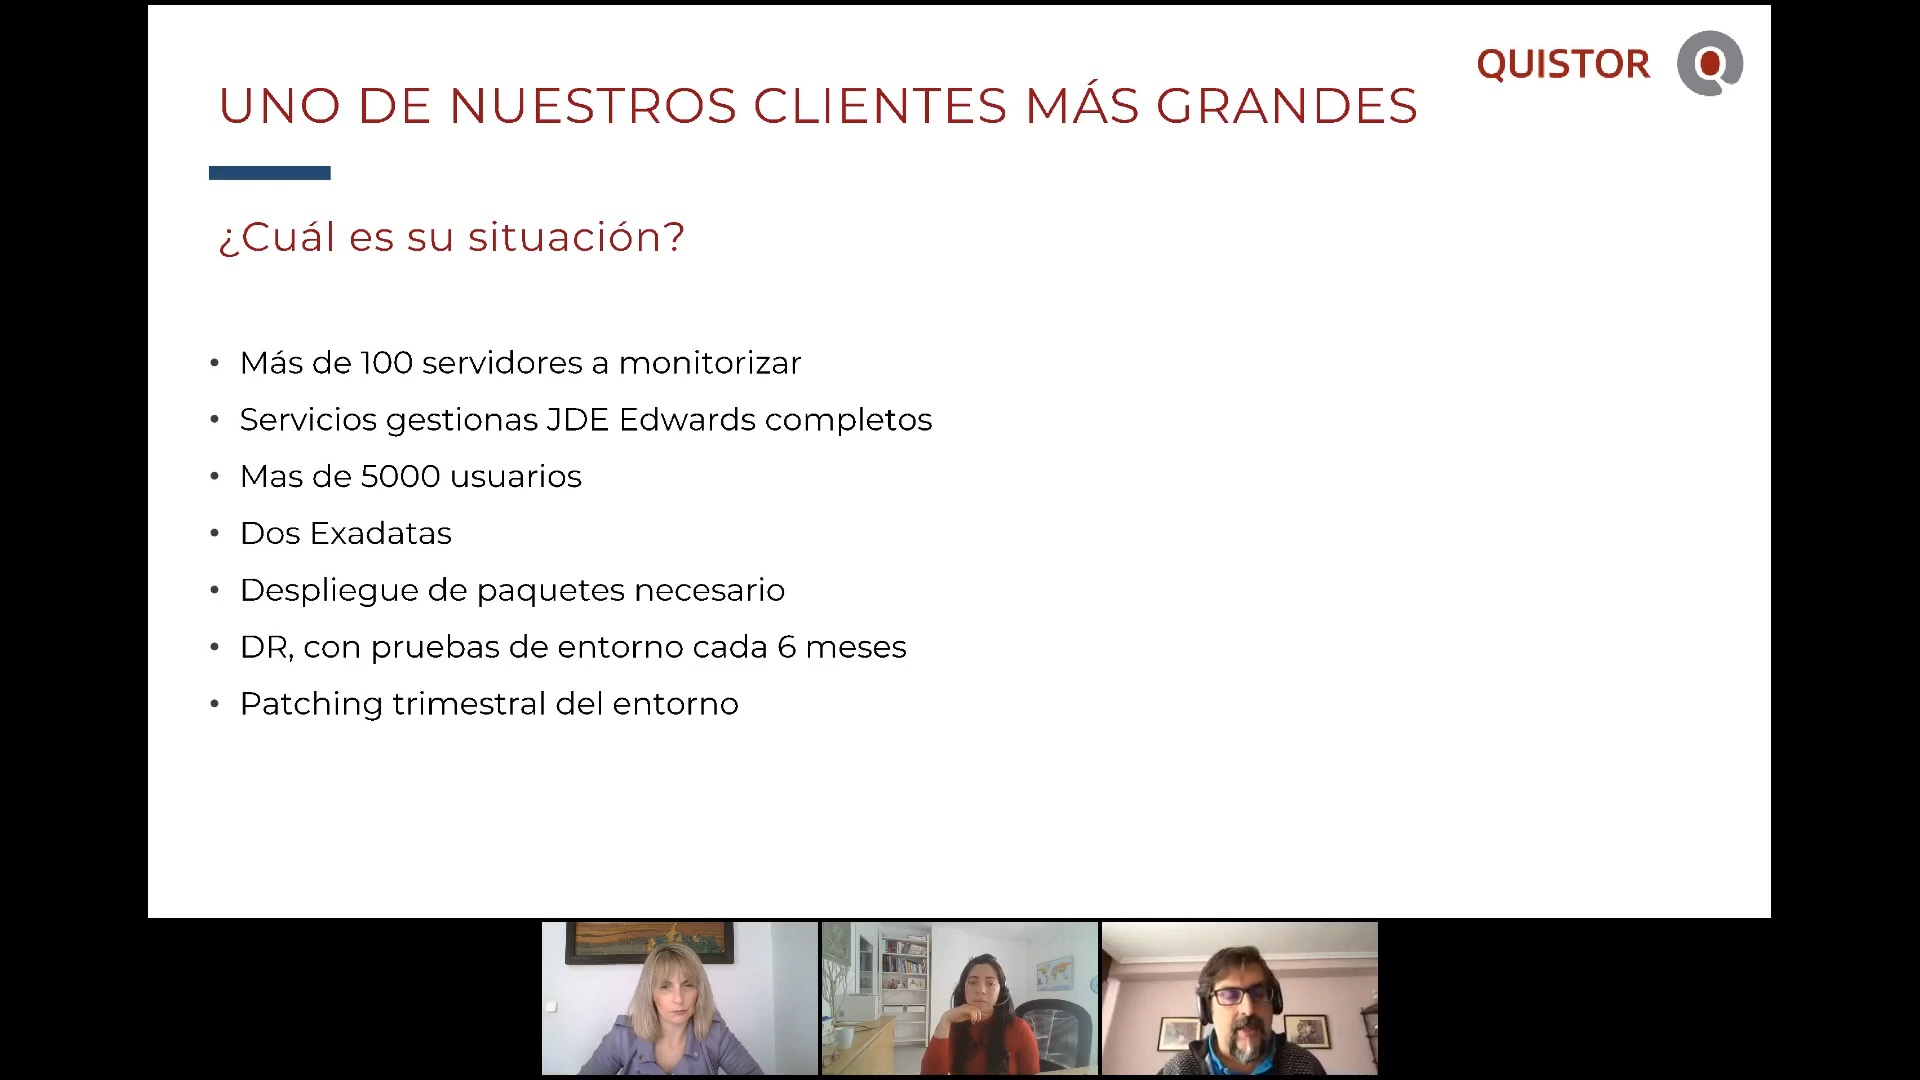 QUISTOR
UNO DE NUESTROS CLIENTES MÁS GRANDES
¿Cuál es su situación?
• Más de 100 servidores a monitorizar
• Servicios gestionas JDE Edwards completos
• Mas de 5000 usuarios
• Dos Exadatas
• Despliegue de paquetes necesario
• DR, con pruebas de entorno cada 6 meses
• Patching trimestral del entorno